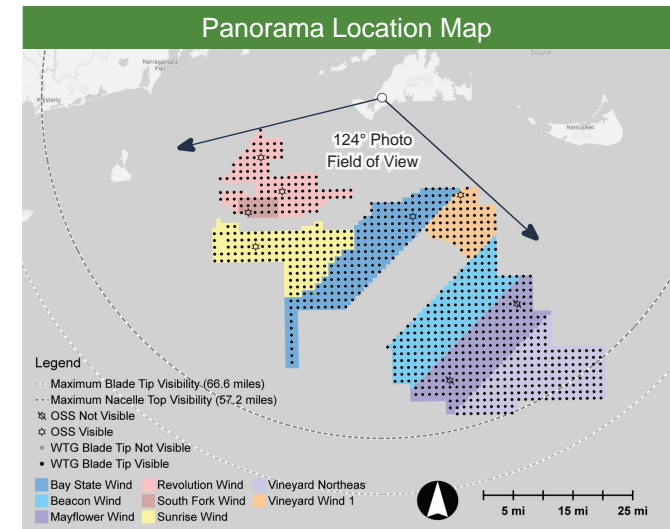 Panorama Location Map
Sound
Narragansett
Pier
Westerly
Nantucket
124° Photo
Field of View
Legend
Maximum Blade Tip Visibility (66.6 miles)
Maximum Nacelle Top Visibility (57.2 miles)
OSS Not Visible
OSS Visible
WTG Blade Tip Not Visible
WTG Blade Tip Visible
Bay State Wind Revolution Wind Vineyard Northeas
Beacon Wind South Fork Wind Vineyard Wind 1
Mayflower Wind Sunrise Wind
5 mi 15 mi 25 mi